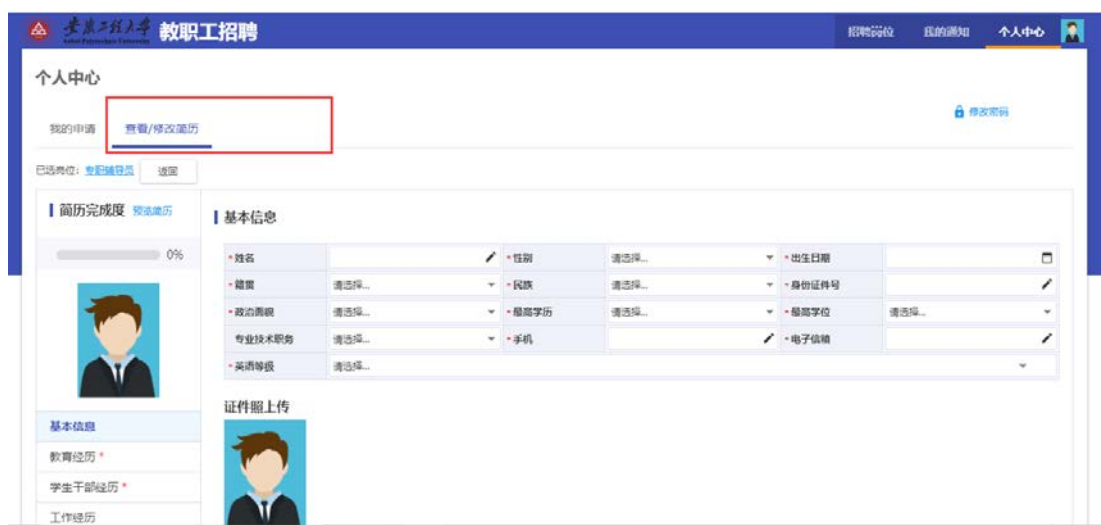 安徽工程大学 教职工招聘 招聘岗位 我的通知 个人中心
Anhui Polytechnic University
个人中心
修改密码
我的申请 查看/修改简历
已选岗位: 专职辅导员 返回
简历完成度 预览简历
0%
基本信息
教育经历 *
学生干部经历 *
工作经历
基本信息
* 姓名 * 性别 请选择... * 出生日期
* 籍贯 请选择... * 民族 请选择... * 身份证件号
* 政治面貌 请选择... * 最高学历 请选择... * 最高学位 请选择...
专业技术职务 请选择... * 手机 * 电子信箱
* 英语等级 请选择...
证件照上传